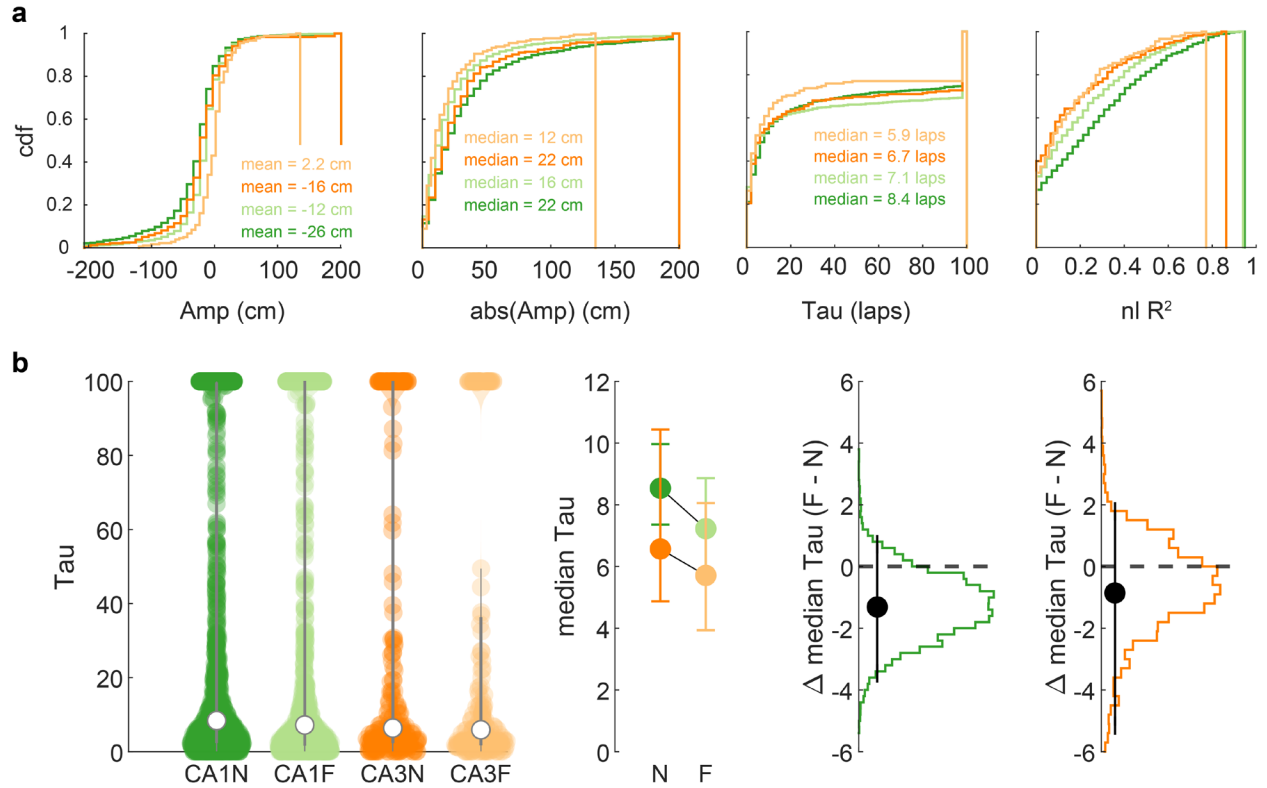 a
cdf
1
0.8
0.6
0.4
0.2
0
mean = 2.2 cm
mean = -16 cm
mean = -12 cm
mean = -26 cm
-200 -100 0 100 200
Amp (cm)
median = 12 cm
median = 22 cm
median = 16 cm
median = 22 cm
0 50 100 150 200
abs(Amp) (cm)
median = 5.9 laps
median = 6.7 laps
median = 7.1 laps
median = 8.4 laps
0 20 40 60 80 100
Tau (laps)
0 0.2 0.4 0.6 0.8 1
nl R²
b
Tau
100
80
60
40
20
0
CA1N CA1F CA3N CA3F
median Tau
12
10
8
6
4
2
0
N F
Δ median Tau (F - N)
6
4
2
0
-2
-4
-6
Δ median Tau (F - N)
6
4
2
0
-2
-4
-6